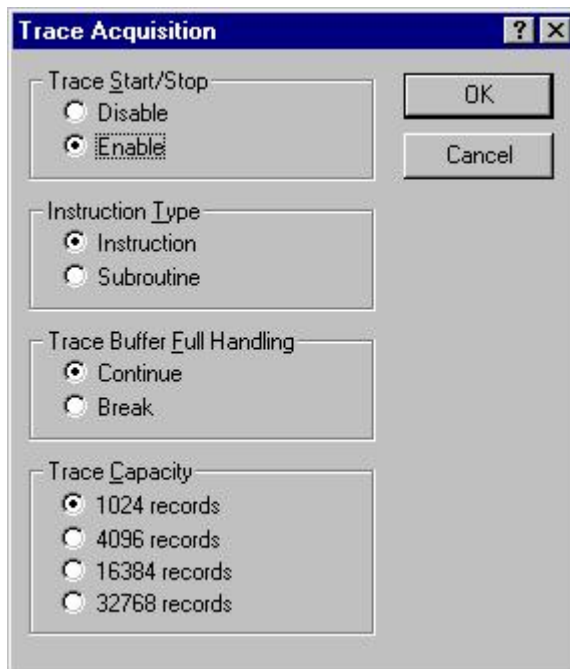 Trace Acquisition
Trace Start/Stop
Disable
Enable
OK
Cancel
Instruction Type
Instruction
Subroutine
Trace Buffer Full Handling
Continue
Break
Trace Capacity
1024 records
4096 records
16384 records
32768 records